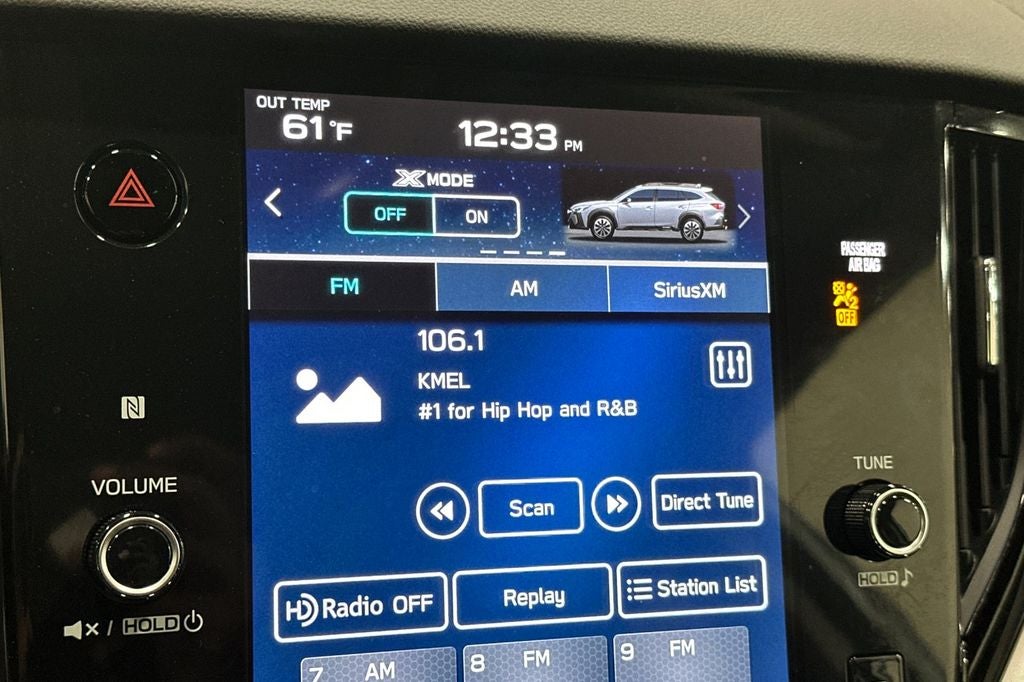 OUT TEMP
61°F
12:33 PM
X MODE
OFF ON
FM AM SiriusXM
PASSENGER
AIR BAG
OFF
106.1
KMEL
#1 for Hip Hop and R&B
N
VOLUME
TUNE
Scan Direct Tune
HOLD
HD Radio OFF Replay Station List
/ HOLD
7 AM 8 FM 9 FM